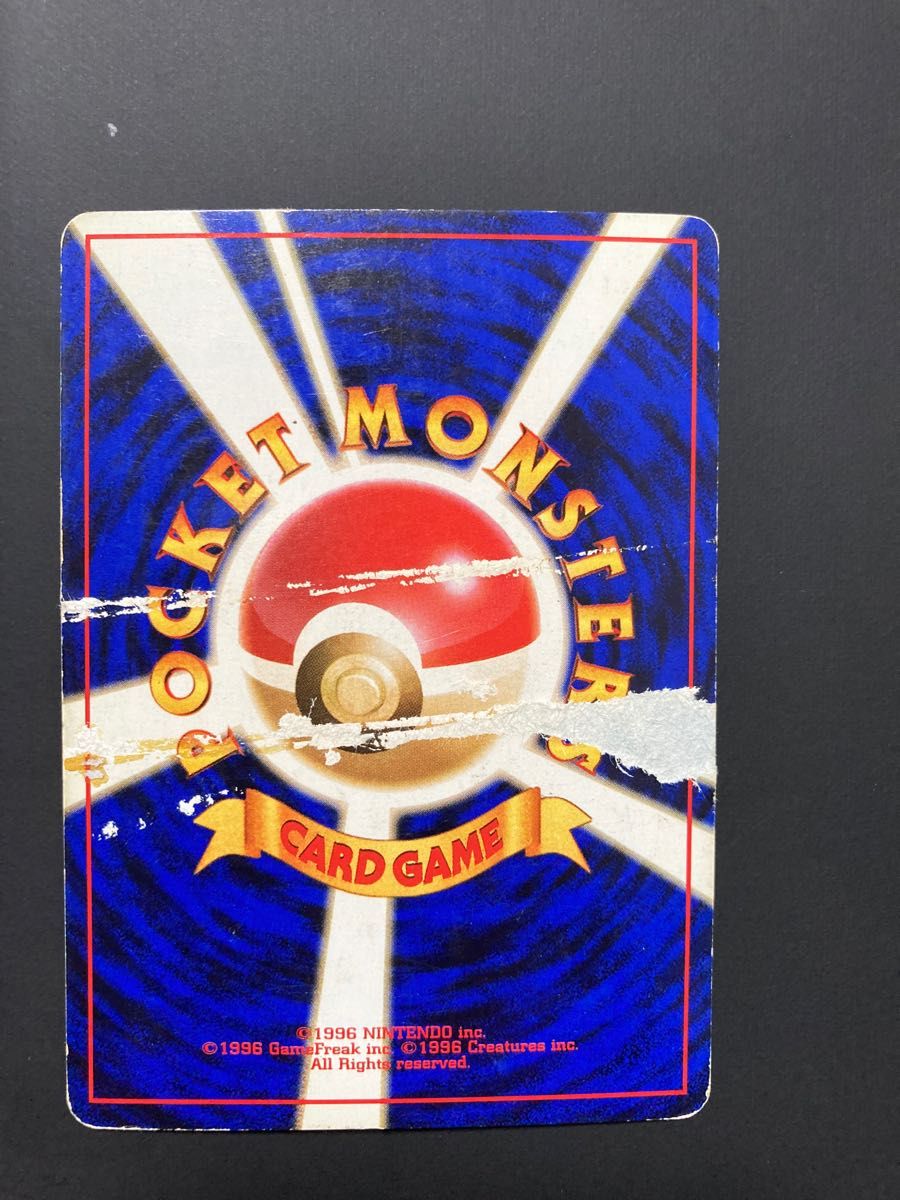 POCKET MONSTERS
CARD GAME
©1996 NINTENDO inc.
©1996 GameFreak inc. ©1996 Creatures inc.
All Rights reserved.